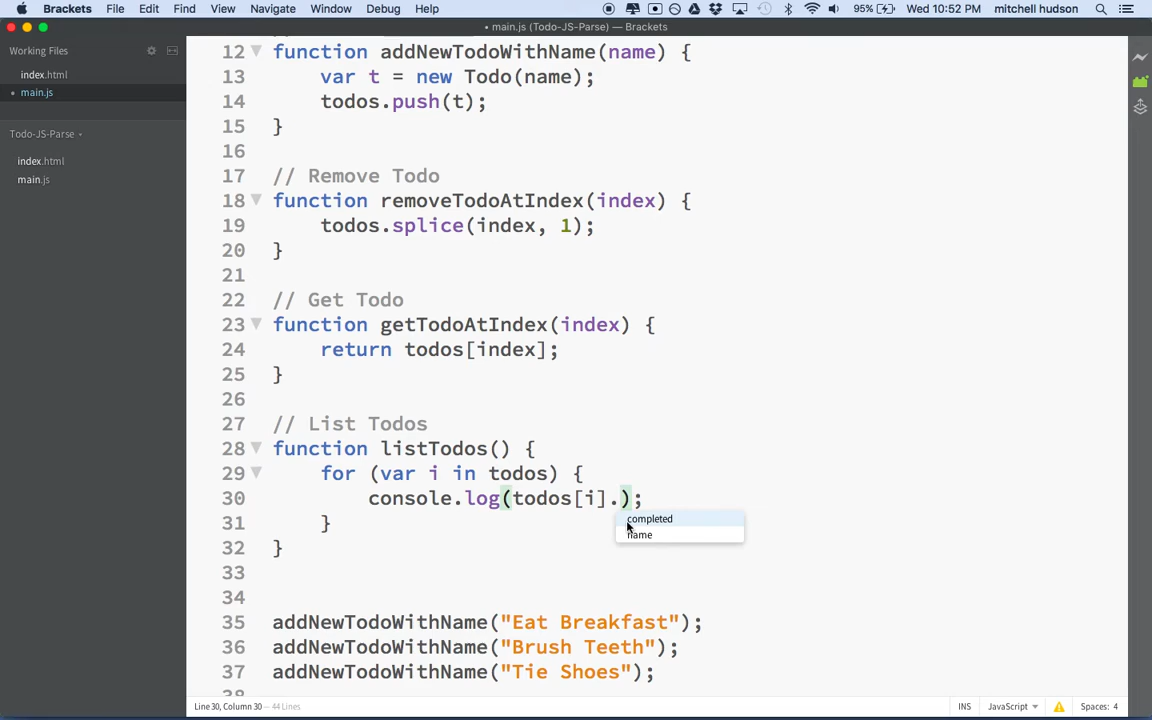 Brackets File Edit View Navigate Window Debug Help 95% Wed 10:52 PM mitchell hudson
• main.js (Todo-JS-Parse) — Brackets
Working Files
index.html
• main.js
Todo-JS-Parse
index.html
main.js
12 function addNewTodoWithName(name) {
13 var t = new Todo(name);
14 todos.push(t);
15 }
16
17 // Remove Todo
18 function removeTodoAtIndex(index) {
19 todos.splice(index, 1);
20 }
21
22 // Get Todo
23 function getTodoAtIndex(index) {
24 return todos[index];
25 }
26
27 // List Todos
28 function listTodos() {
29 for (var i in todos) {
30 console.log(todos[i].);
completed
name
31 }
32 }
33
34
35 addNewTodoWithName("Eat Breakfast");
36 addNewTodoWithName("Brush Teeth");
37 addNewTodoWithName("Tie Shoes");
38
Line 30, Column 30 — 44 Lines INS JavaScript Spaces: 4